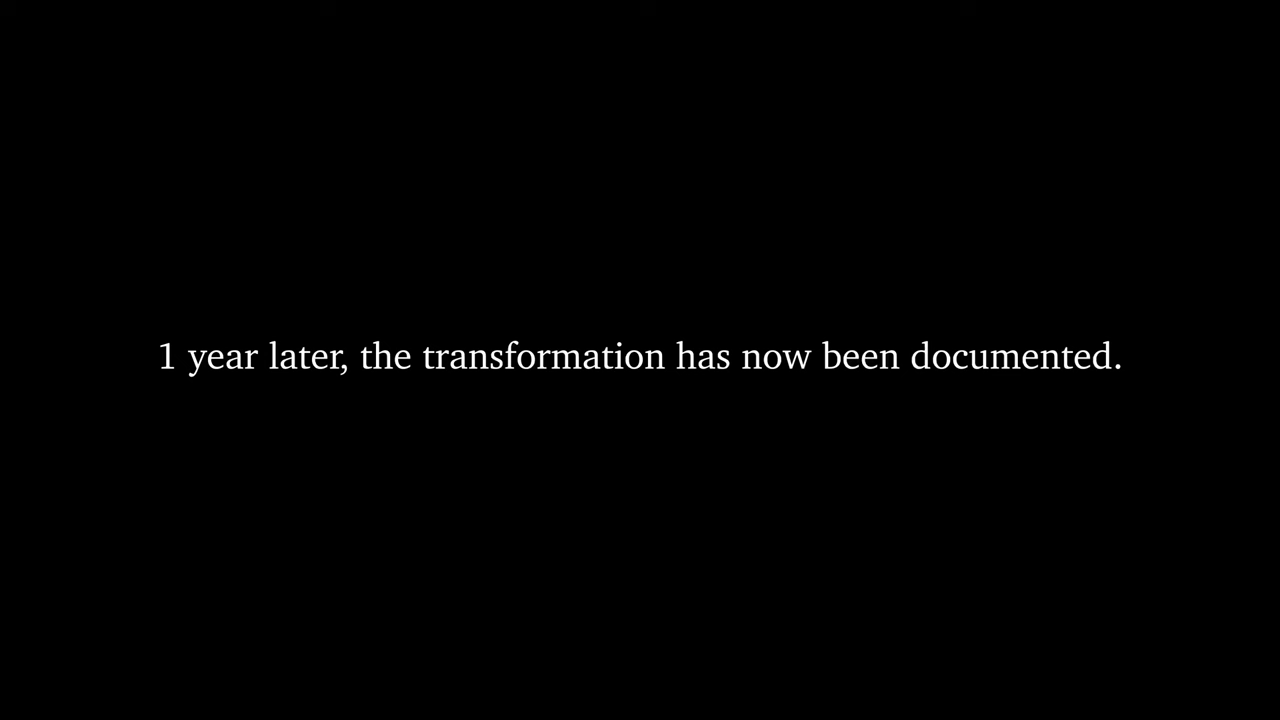 1 year later, the transformation has now been documented.